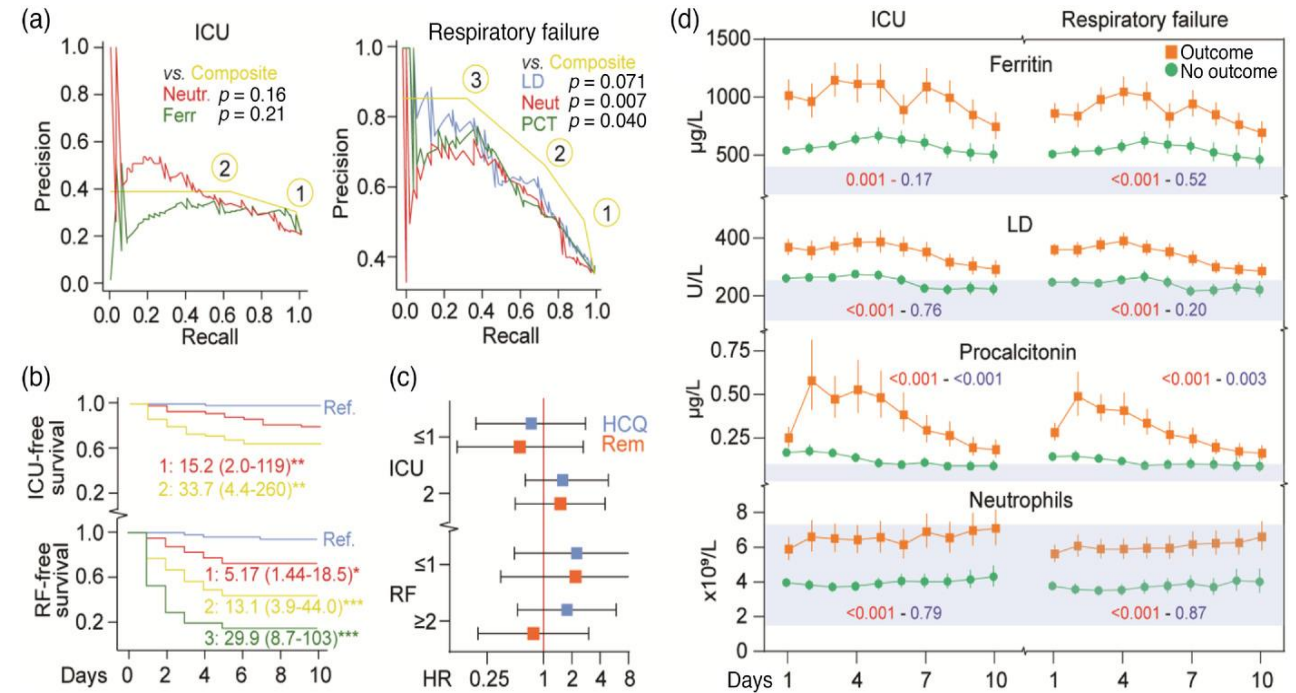 (a)
ICU
Precision
1.0
0.8
0.6
0.4
0.2
0.0
vs. Composite
Neutr. p = 0.16
Ferr p = 0.21
2
1
0.0 0.2 0.4 0.6 0.8 1.0
Recall
Respiratory failure
Precision
1.0
0.8
0.6
0.4
vs. Composite
LD p = 0.071
Neut p = 0.007
PCT p = 0.040
3
2
1
0.0 0.2 0.4 0.6 0.8 1.0
Recall
(b)
ICU-free
survival
1.0
0.6
0.2
Ref.
1: 15.2 (2.0-119)**
2: 33.7 (4.4-260)**
RF-free
survival
1.0
0.6
0.2
Ref.
1: 5.17 (1.44-18.5)*
2: 13.1 (3.9-44.0)***
3: 29.9 (8.7-103)***
Days 0 2 4 6 8 10
(c)
HCQ
Rem
≤1
ICU
2
≤1
RF
≥2
HR 0.25 1 2 4 8
(d)
ICU
Respiratory failure
Outcome
No outcome
Ferritin
µg/L
1500
1000
500
0.001 - 0.17
<0.001 - 0.52
LD
U/L
400
200
<0.001 - 0.76
<0.001 - 0.20
Procalcitonin
µg/L
0.75
0.50
0.25
<0.001 - <0.001
<0.001 - 0.003
Neutrophils
x10⁹/L
8
6
4
2
0
<0.001 - 0.79
<0.001 - 0.87
Days 1 4 7 10 1 4 7 10